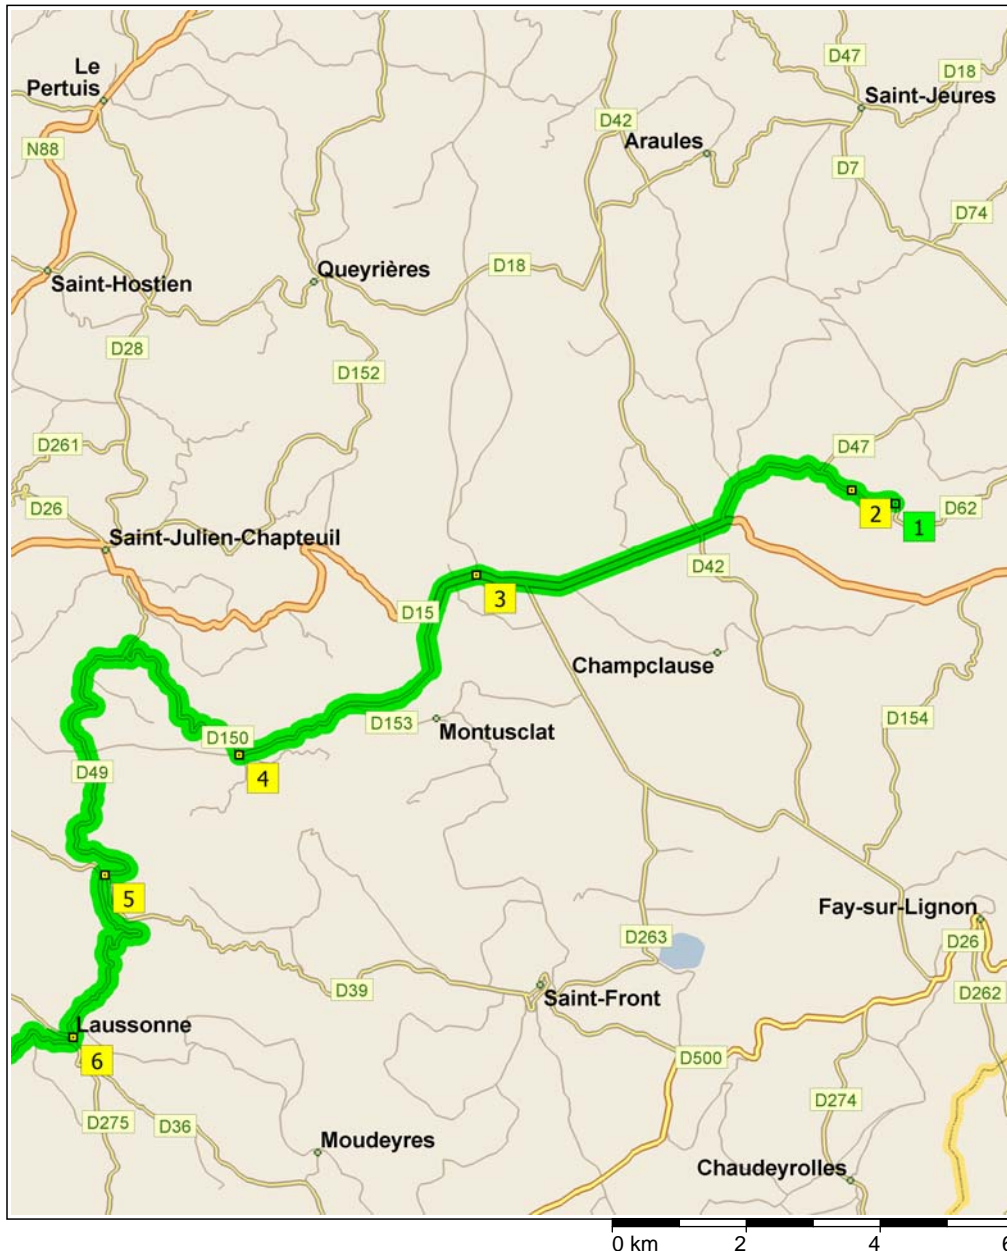 D47
D18
Le
Pertuis
Saint-Jeures
D42
Araules
N88
D7
D74
Queyrières
D18
Saint-Hostien
D28
D152
D261
D47
D26
2
1
D62
Saint-Julien-Chapteuil
D42
3
D15
Champclause
D153
Montusclat
D154
D150
4
D49
5
Fay-sur-Lignon
D263
D26
D39
Saint-Front
D262
Laussonne
6
D500
D275
D36
D274
Moudeyres
Chaudeyrolles
0 km
2
4
6